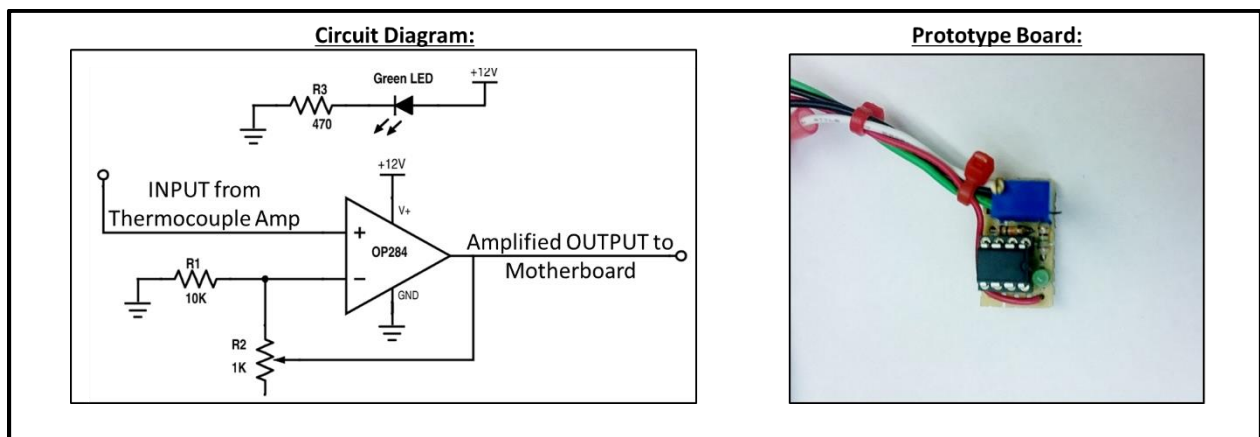 Circuit Diagram:
Prototype Board:
Green LED
+12V
R3
470
+12V
INPUT from
Thermocouple Amp
V+
+
OP284
−
Amplified OUTPUT to
Motherboard
R1
10K
GND
R2
1K